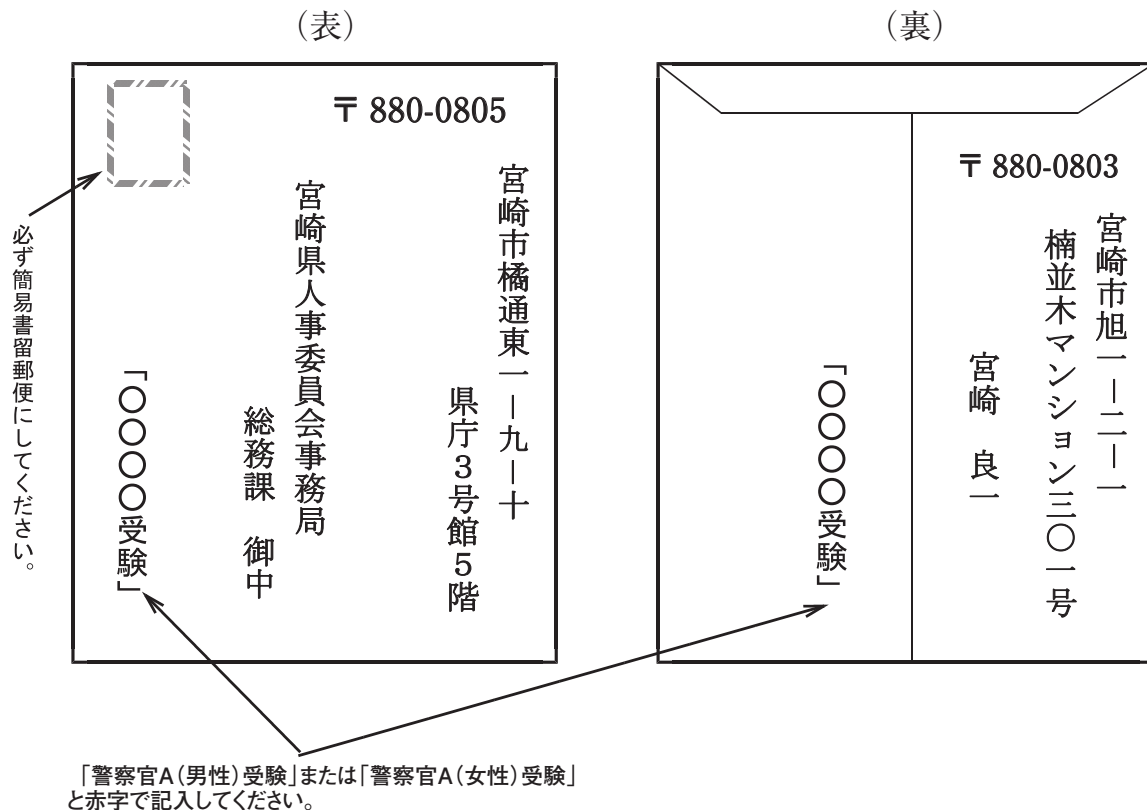 (表)
〒 880-0805
宮崎市橘通東一－九－十
県庁３号館５階
宮崎県人事委員会事務局
総務課　御中
「〇〇〇〇受験」
必ず簡易書留郵便にしてください。
(裏)
〒 880-0803
宮崎市旭一－二－一
楠並木マンション三〇一号
宮崎　良一
「〇〇〇〇受験」
「警察官A(男性)受験」または「警察官A(女性)受験」
と赤字で記入してください。